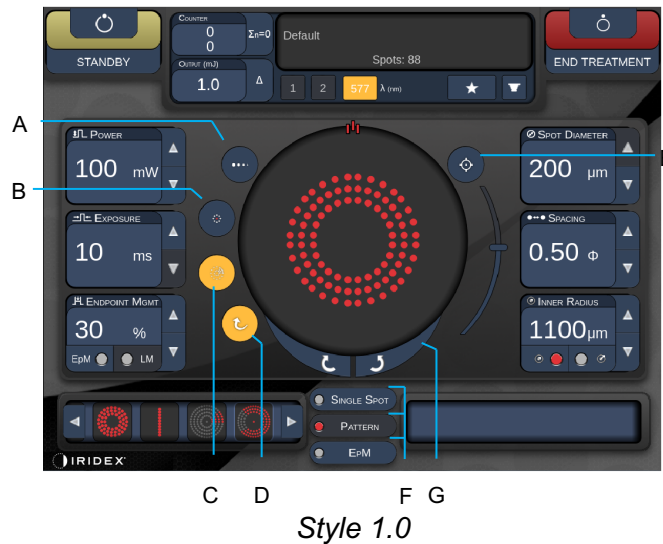 STANDBY
COUNTER
0
0
Σn=0
OUTPUT (mJ)
1.0
Δ
Default
Spots: 88
1 2 577 λ (nm)
END TREATMENT
A
B
POWER
100 mW
EXPOSURE
10 ms
ENDPOINT MGMT
30 %
EpM LM
SPOT DIAMETER
200 µm
SPACING
0.50 Φ
INNER RADIUS
1100µm
SINGLE SPOT
PATTERN
EPM
IRIDEX
C D F G
Style 1.0